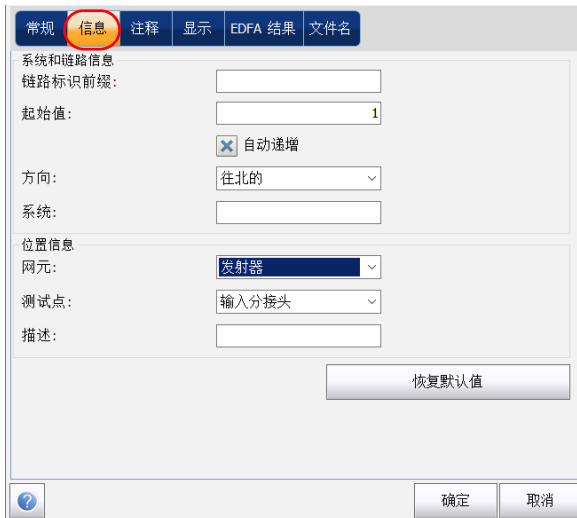 常规 信息 注释 显示 EDFA 结果 文件名
系统和链路信息
链路标识前缀:
起始值: 1
自动递增
方向: 往北的
系统:
位置信息
网元: 发射器
测试点: 输入分接头
描述:
恢复默认值
? 确定 取消